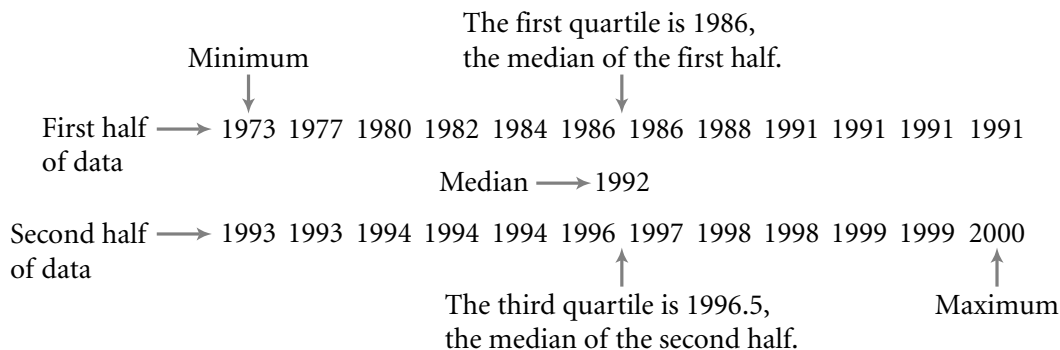 The first quartile is 1986,
the median of the first half.
Minimum
First half of data
1973 1977 1980 1982 1984 1986 1986 1988 1991 1991 1991 1991
Median 1992
Second half of data
1993 1993 1994 1994 1994 1996 1997 1998 1998 1999 1999 2000
The third quartile is 1996.5,
the median of the second half.
Maximum